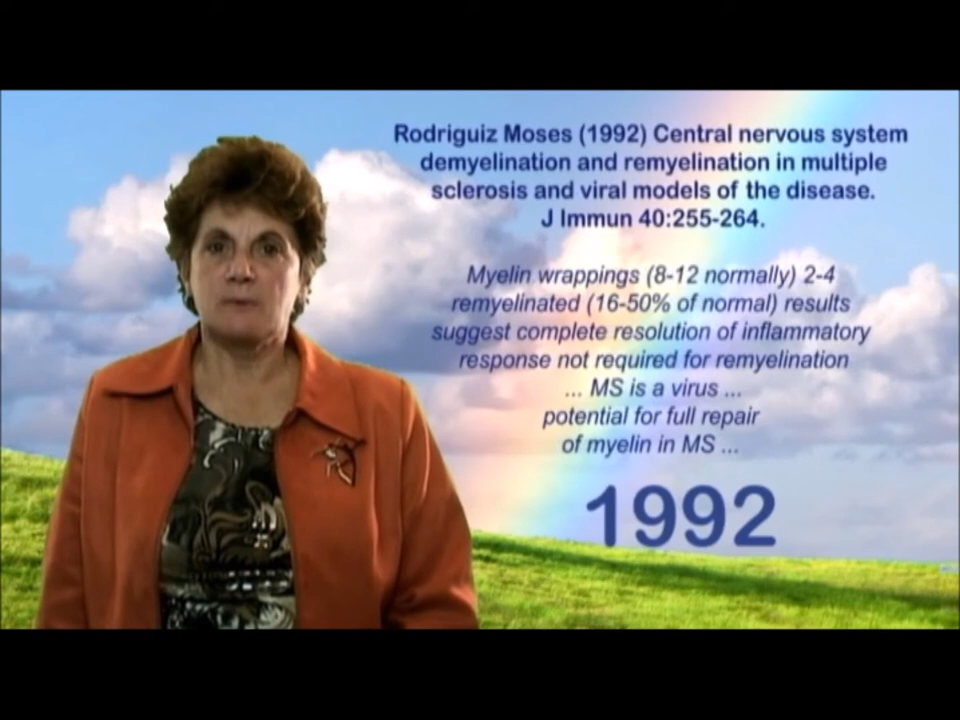 Rodriguiz Moses (1992) Central nervous system
demyelination and remyelination in multiple
sclerosis and viral models of the disease.
J Immun 40:255-264.
Myelin wrappings (8-12 normally) 2-4
remyelinated (16-50% of normal) results
suggest complete resolution of inflammatory
response not required for remyelination
... MS is a virus ...
potential for full repair
of myelin in MS ...
1992